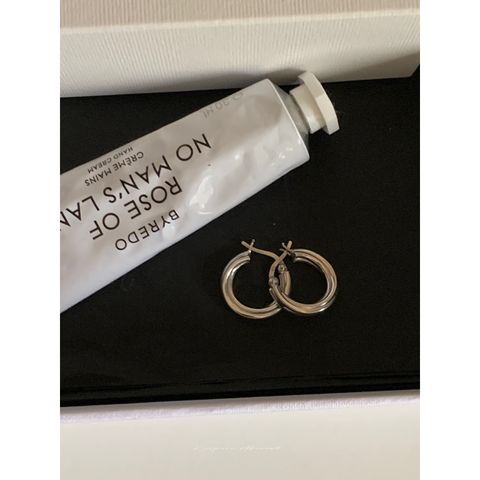 BYREDO
ROSE OF
NO MAN'S LAN
CRÈME MAINS
HAND CREAM